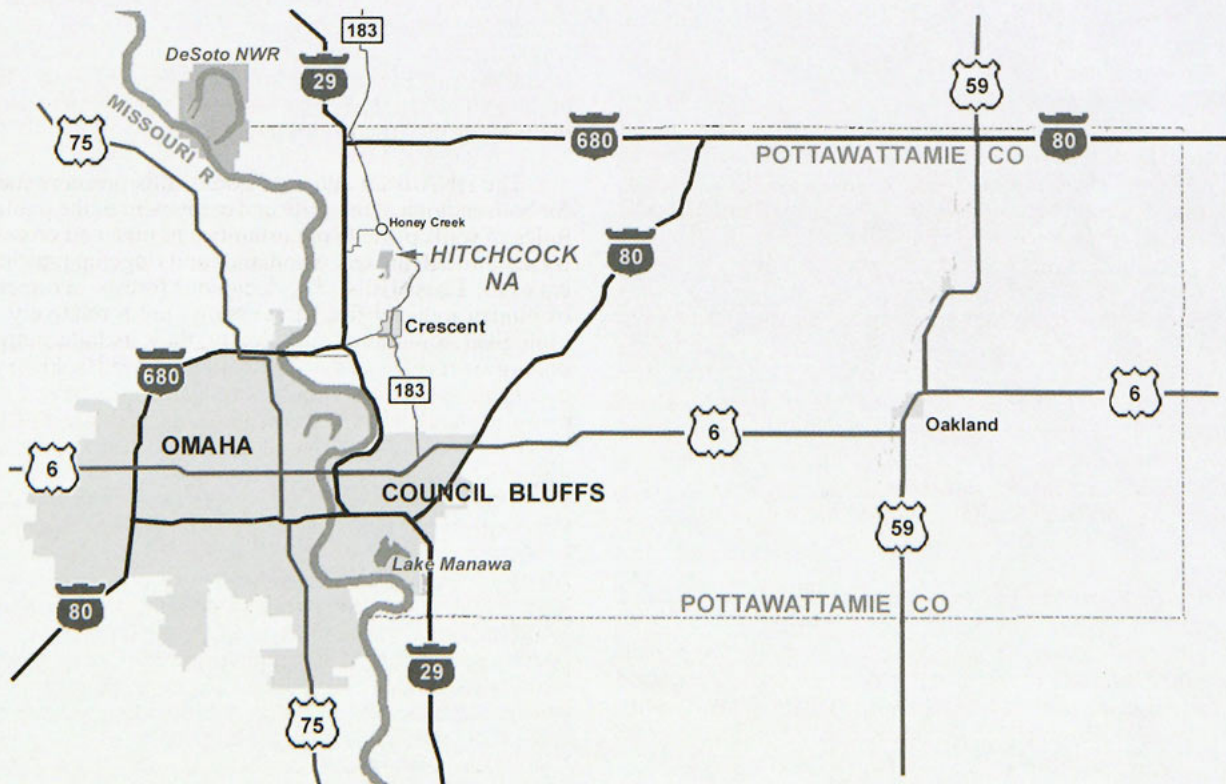 183
DeSoto NWR
29
59
75
MISSOURI R
680
80
POTTAWATTAMIE CO
Honey Creek
HITCHCOCK
NA
80
Crescent
680
183
6
6
Oakland
OMAHA
6
COUNCIL BLUFFS
59
Lake Manawa
80
POTTAWATTAMIE CO
29
75